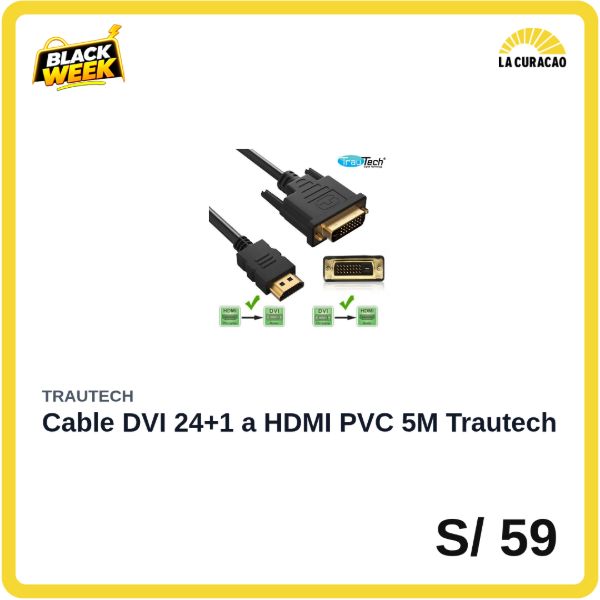 BLACK
WEEK
LA CURACAO
TrauTech®
HDMI
DVI
DVI
HDMI
TRAUTECH
Cable DVI 24+1 a HDMI PVC 5M Trautech
S/ 59